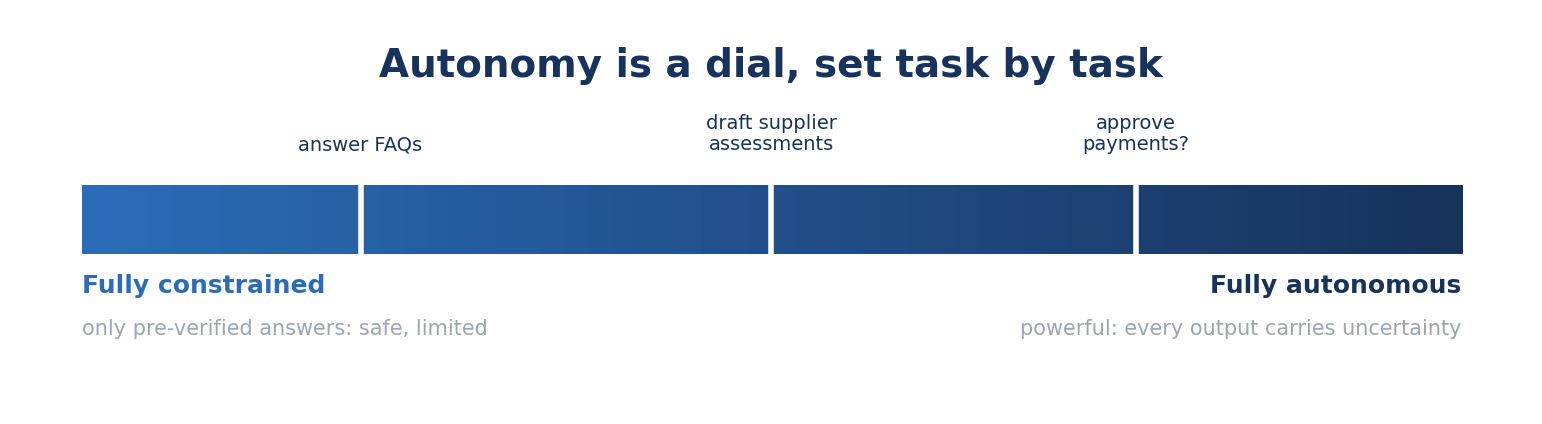 Autonomy is a dial, set task by task
answer FAQs
draft supplier
assessments
approve
payments?
Fully constrained
Fully autonomous
only pre-verified answers: safe, limited
powerful: every output carries uncertainty